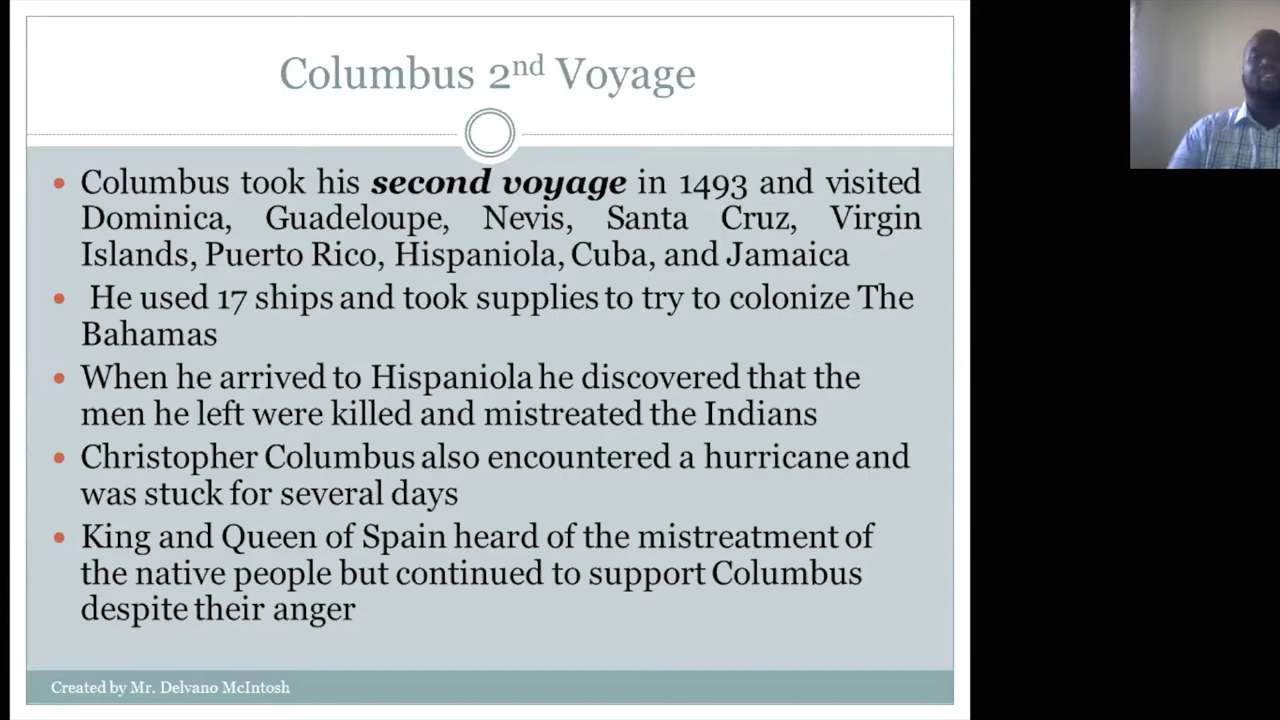 Columbus 2nd Voyage
• Columbus took his second voyage in 1493 and visited
Dominica, Guadeloupe, Nevis, Santa Cruz, Virgin
Islands, Puerto Rico, Hispaniola, Cuba, and Jamaica
• He used 17 ships and took supplies to try to colonize The
Bahamas
• When he arrived to Hispaniola he discovered that the
men he left were killed and mistreated the Indians
• Christopher Columbus also encountered a hurricane and
was stuck for several days
• King and Queen of Spain heard of the mistreatment of
the native people but continued to support Columbus
despite their anger
Created by Mr. Delvano McIntosh